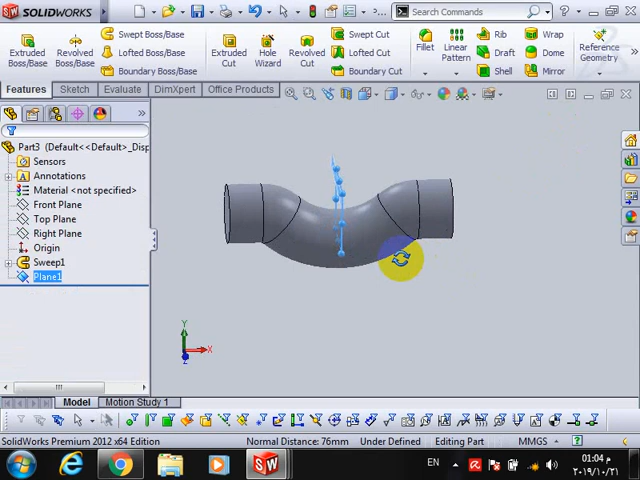 SOLIDWORKS
Search Commands
Extruded Boss/Base
Revolved Boss/Base
Swept Boss/Base
Lofted Boss/Base
Boundary Boss/Base
Extruded Cut
Hole Wizard
Revolved Cut
Swept Cut
Lofted Cut
Boundary Cut
Fillet
Linear Pattern
Rib
Draft
Shell
Wrap
Dome
Mirror
Reference Geometry
Features
Sketch
Evaluate
DimXpert
Office Products
Part3 (Default<<Default>_Disp
Sensors
Annotations
Material <not specified>
Front Plane
Top Plane
Right Plane
Origin
Sweep1
Plane1
Y
X
Z
Model
Motion Study 1
SolidWorks Premium 2012 x64 Edition
Normal Distance: 76mm
Under Defined
Editing Part
MMGS
EN
01:04 م
٢٠١٩/١٠/٢١